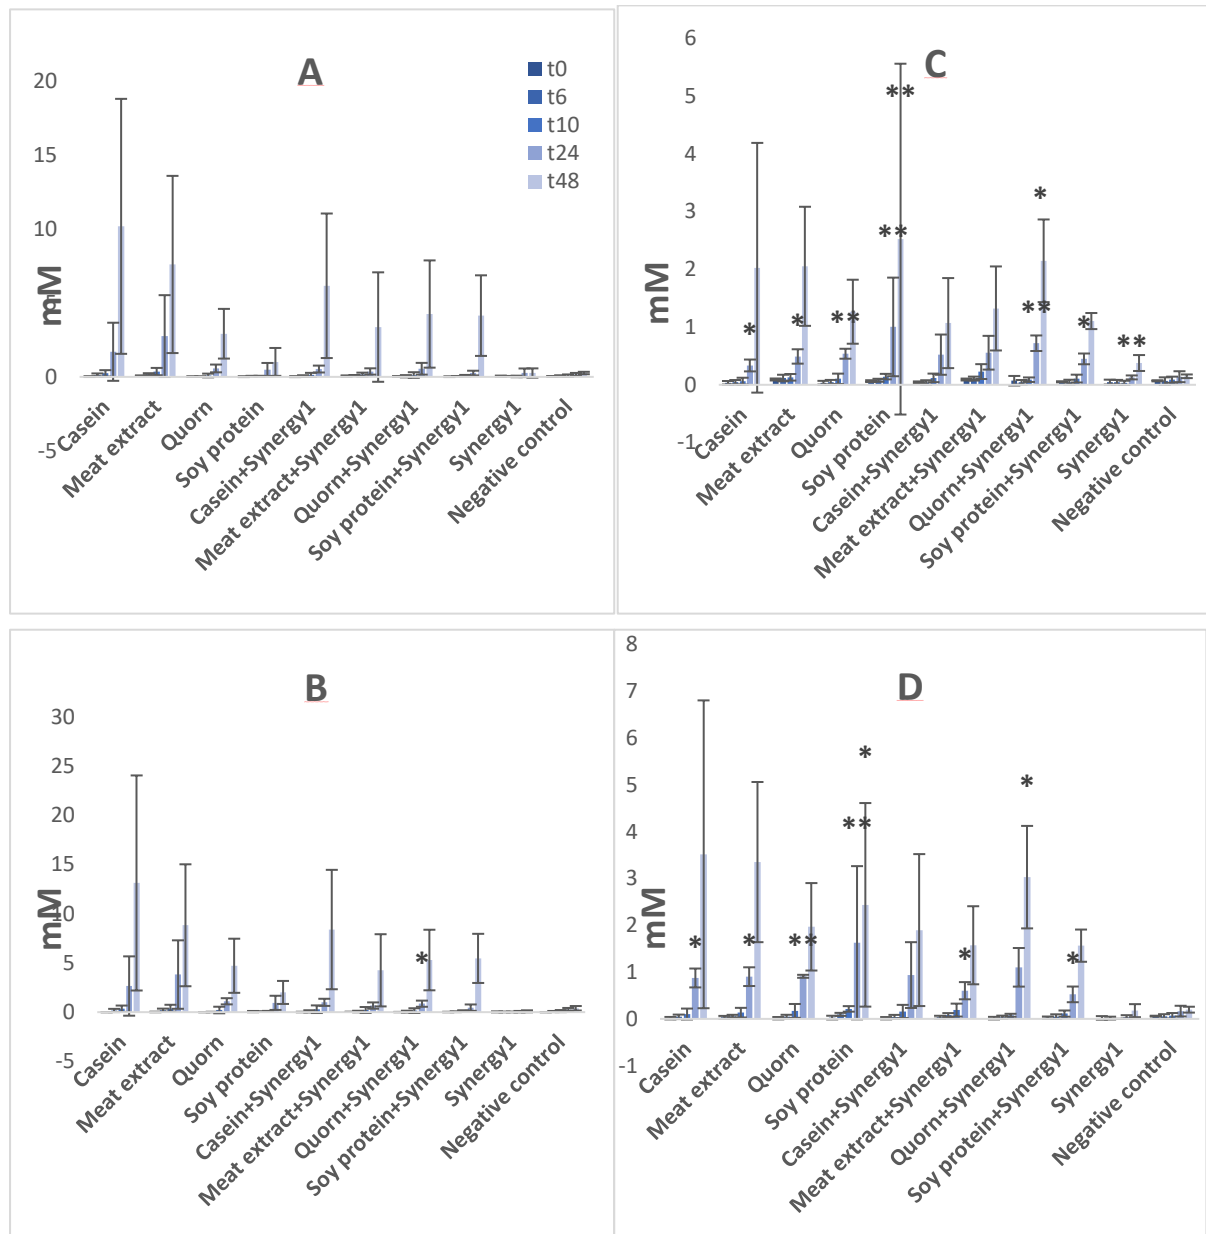 A
20
15
10
5
0
-5
mM
t0
t6
t10
t24
t48
Casein
Meat extract
Quorn
Soy protein
Casein+Synergy1
Meat extract+Synergy1
Quorn+Synergy1
Soy protein+Synergy1
Synergy1
Negative control
C
6
5
4
3
2
1
0
-1
mM
**
**
*
*
*
**
**
*
**
Casein
Meat extract
Quorn
Soy protein
Casein+Synergy1
Meat extract+Synergy1
Quorn+Synergy1
Soy protein+Synergy1
Synergy1
Negative control
B
30
25
20
15
10
5
0
-5
mM
*
Casein
Meat extract
Quorn
Soy protein
Casein+Synergy1
Meat extract+Synergy1
Quorn+Synergy1
Soy protein+Synergy1
Synergy1
Negative control
D
8
7
6
5
4
3
2
1
0
-1
mM
*
*
**
*
*
**
*
*
Casein
Meat extract
Quorn
Soy protein
Casein+Synergy1
Meat extract+Synergy1
Quorn+Synergy1
Soy protein+Synergy1
Synergy1
Negative control